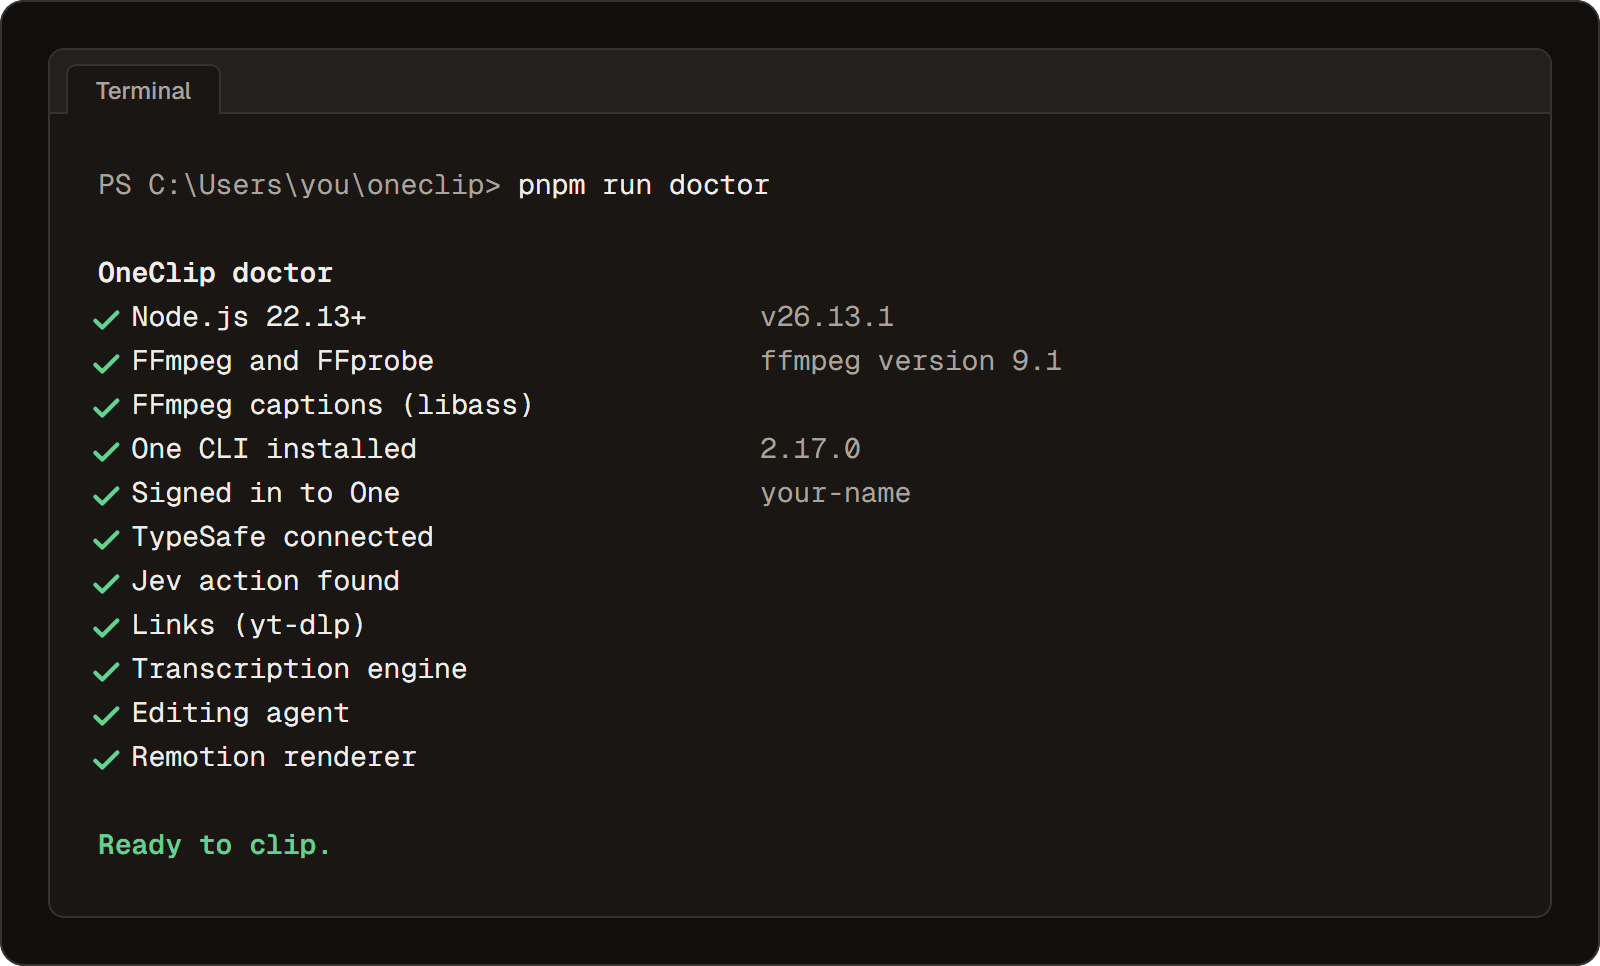 Terminal
PS C:\Users\you\oneclip> pnpm run doctor
OneClip doctor
✓ Node.js 22.13+ v26.13.1
✓ FFmpeg and FFprobe ffmpeg version 9.1
✓ FFmpeg captions (libass)
✓ One CLI installed 2.17.0
✓ Signed in to One your-name
✓ TypeSafe connected
✓ Jev action found
✓ Links (yt-dlp)
✓ Transcription engine
✓ Editing agent
✓ Remotion renderer
Ready to clip.